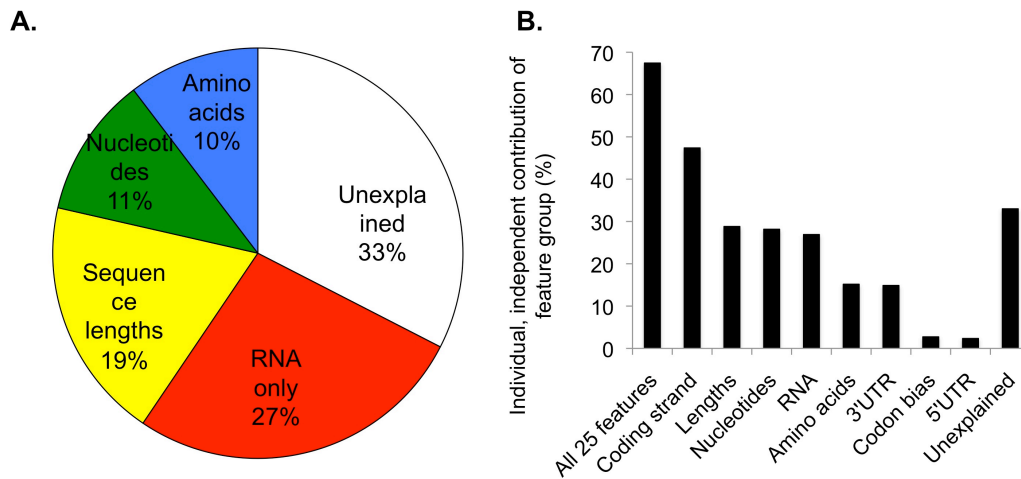 A.
Amino
acids
10%
Nucleoti
des
11%
Unexpla
ined
33%
Sequen
ce
lengths
19%
RNA
only
27%
B.
Individual, independent contribution of
feature group (%)
70
60
50
40
30
20
10
0
All 25 features
Coding strand
Lengths
Nucleotides
RNA
Amino acids
3'UTR
Codon bias
5'UTR
Unexplained